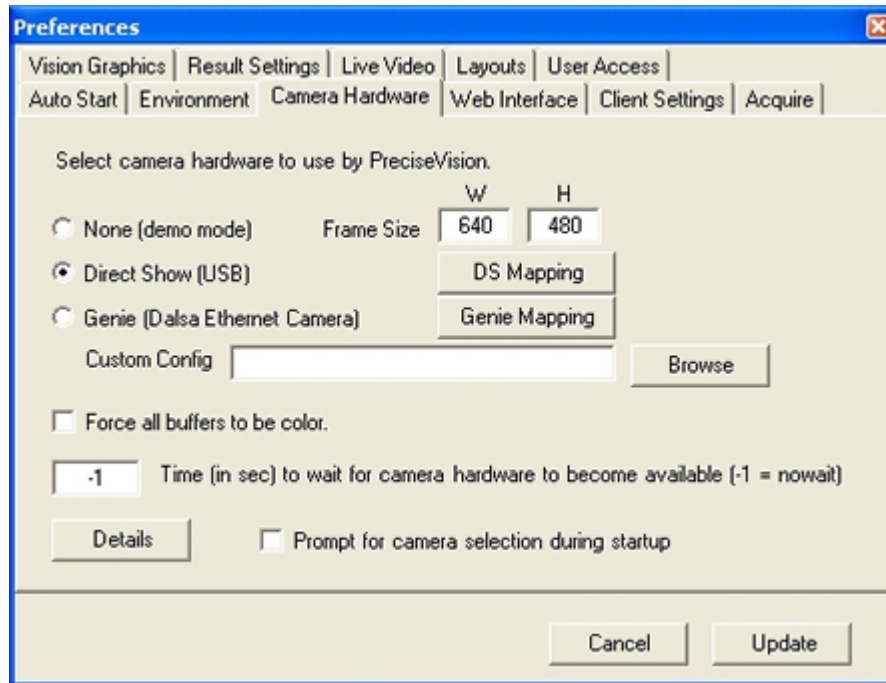 Preferences
Vision Graphics Result Settings Live Video Layouts User Access
Auto Start Environment Camera Hardware Web Interface Client Settings Acquire
Select camera hardware to use by PreciseVision.
W H
None (demo mode) Frame Size 640 480
Direct Show (USB) DS Mapping
Genie (Dalsa Ethernet Camera) Genie Mapping
Custom Config Browse
Force all buffers to be color.
-1 Time (in sec) to wait for camera hardware to become available (-1 = nowait)
Details Prompt for camera selection during startup
Cancel Update